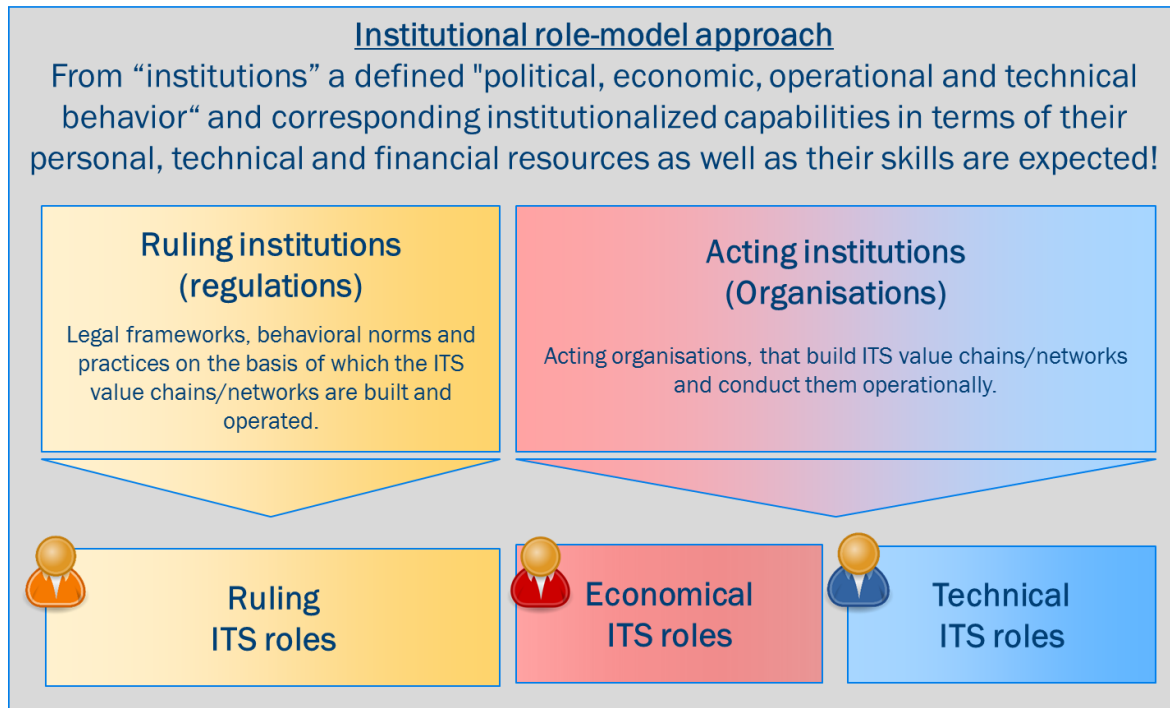 Institutional role-model approach
From “institutions” a defined "political, economic, operational and technical
behavior“ and corresponding institutionalized capabilities in terms of their
personal, technical and financial resources as well as their skills are expected!
Ruling institutions
(regulations)
Legal frameworks, behavioral norms and
practices on the basis of which the ITS
value chains/networks are built and
operated.
Acting institutions
(Organisations)
Acting organisations, that build ITS value chains/networks
and conduct them operationally.
Ruling
ITS roles
Economical
ITS roles
Technical
ITS roles